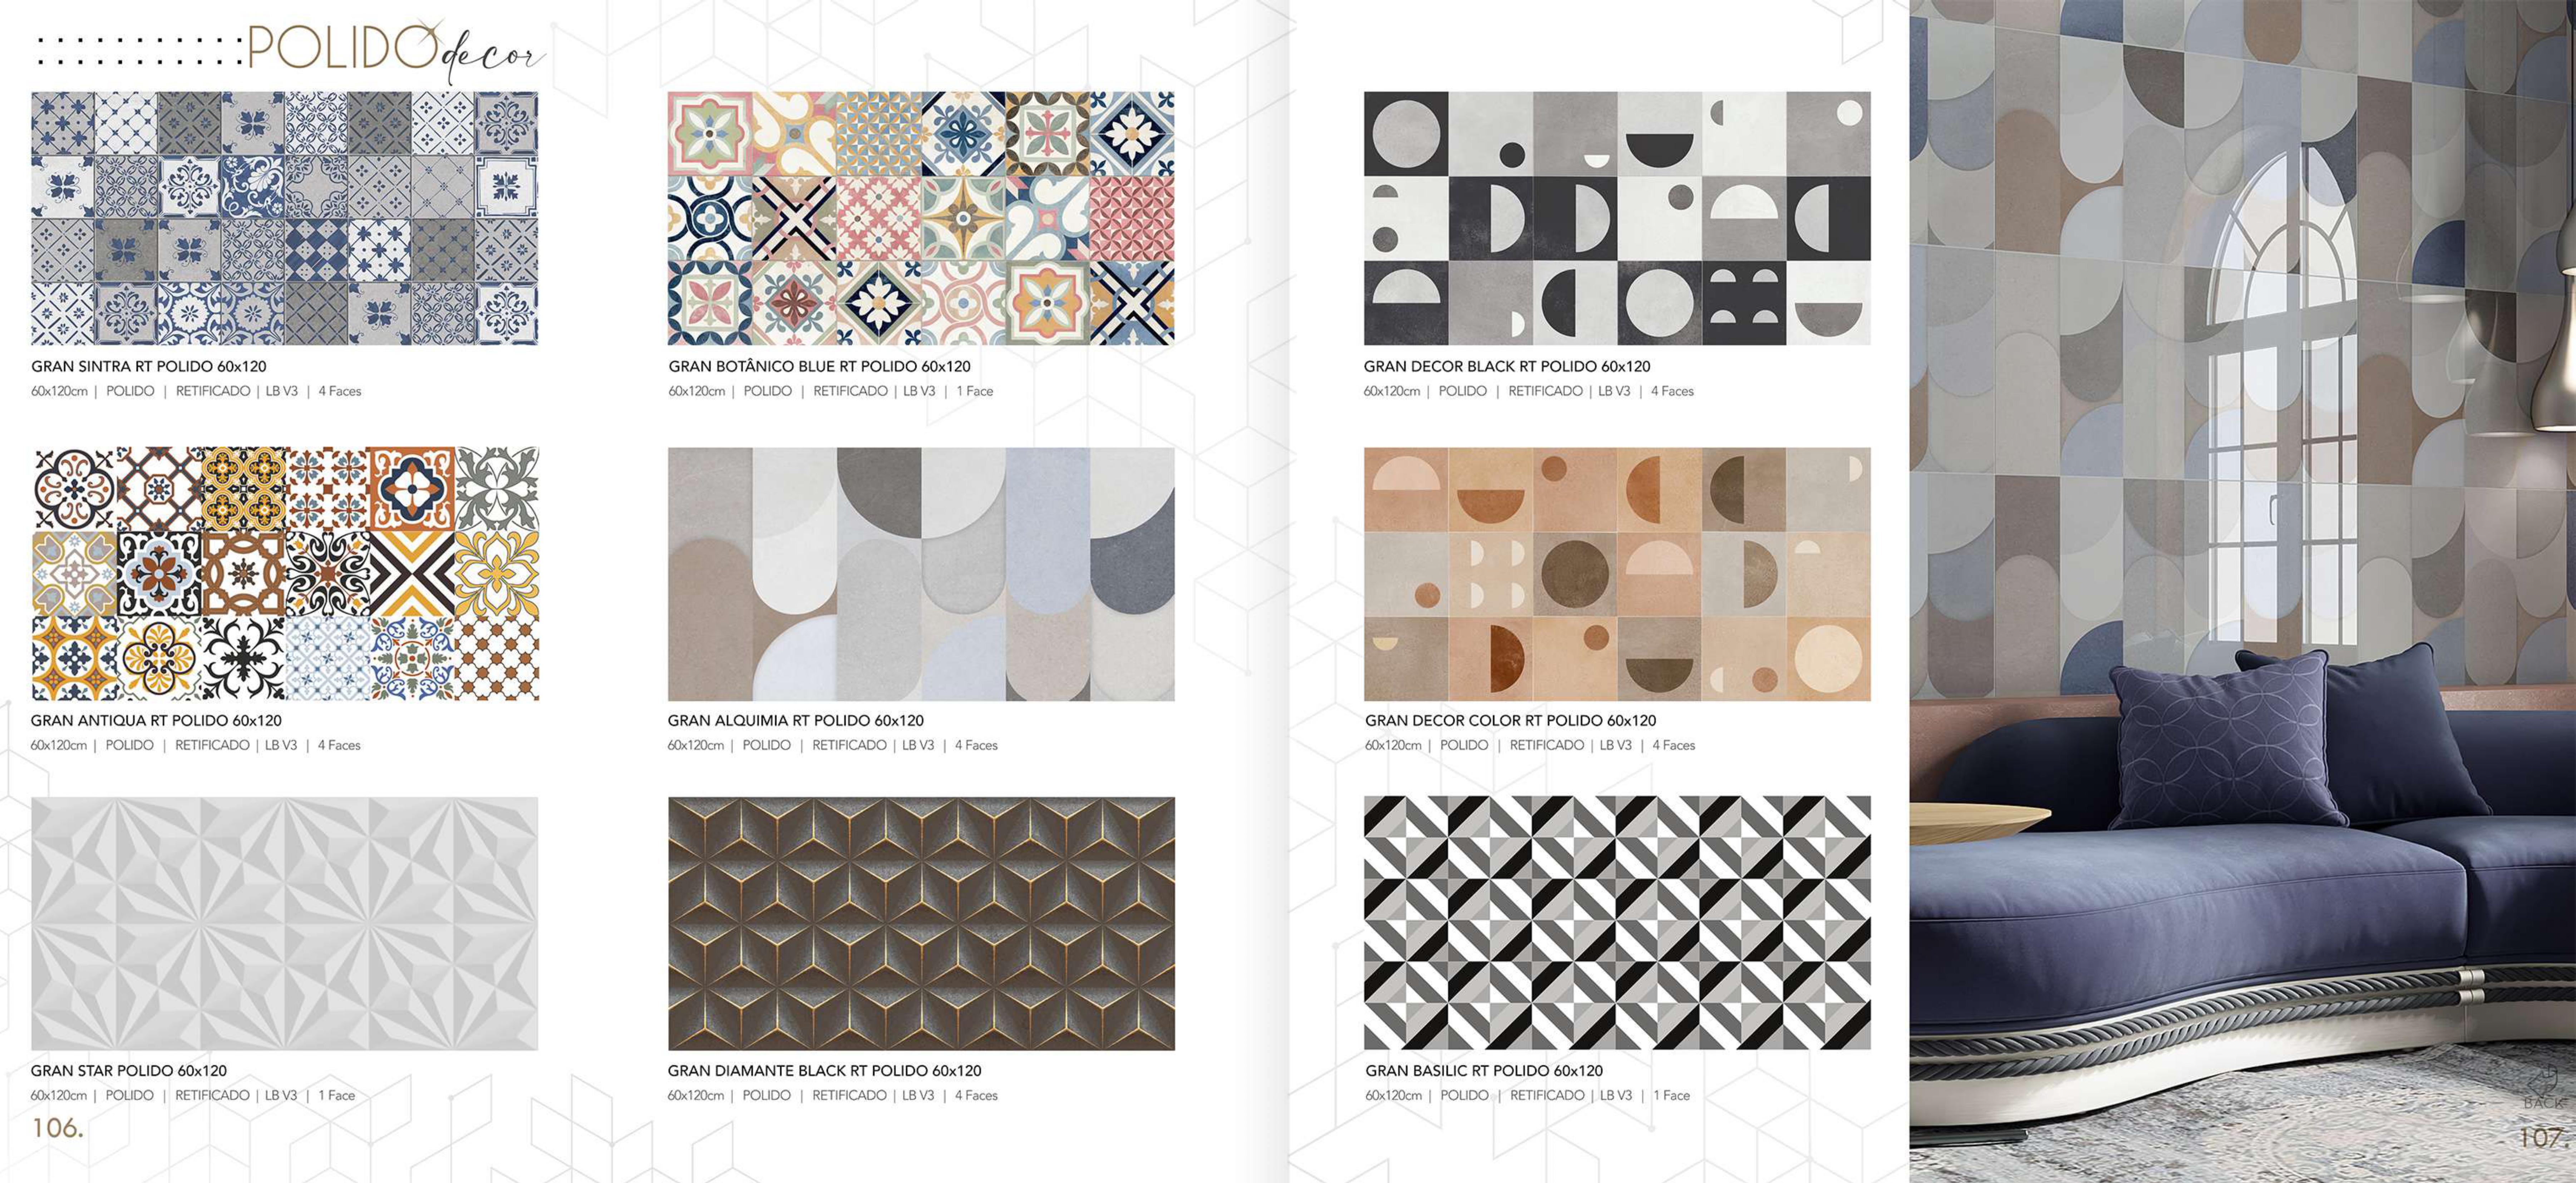 POLIDO decor
GRAN SINTRA RT POLIDO 60x120
60x120cm | POLIDO | RETIFICADO | LB V3 | 4 Faces
GRAN ANTIQUA RT POLIDO 60x120
60x120cm | POLIDO | RETIFICADO | LB V3 | 4 Faces
GRAN STAR POLIDO 60x120
60x120cm | POLIDO | RETIFICADO | LB V3 | 1 Face
106.
GRAN BOTÂNICO BLUE RT POLIDO 60x120
60x120cm | POLIDO | RETIFICADO | LB V3 | 1 Face
GRAN ALQUIMIA RT POLIDO 60x120
60x120cm | POLIDO | RETIFICADO | LB V3 | 4 Faces
GRAN DIAMANTE BLACK RT POLIDO 60x120
60x120cm | POLIDO | RETIFICADO | LB V3 | 4 Faces
GRAN DECOR BLACK RT POLIDO 60x120
60x120cm | POLIDO | RETIFICADO | LB V3 | 4 Faces
GRAN DECOR COLOR RT POLIDO 60x120
60x120cm | POLIDO | RETIFICADO | LB V3 | 4 Faces
GRAN BASILIC RT POLIDO 60x120
60x120cm | POLIDO | RETIFICADO | LB V3 | 1 Face
BACK
107.